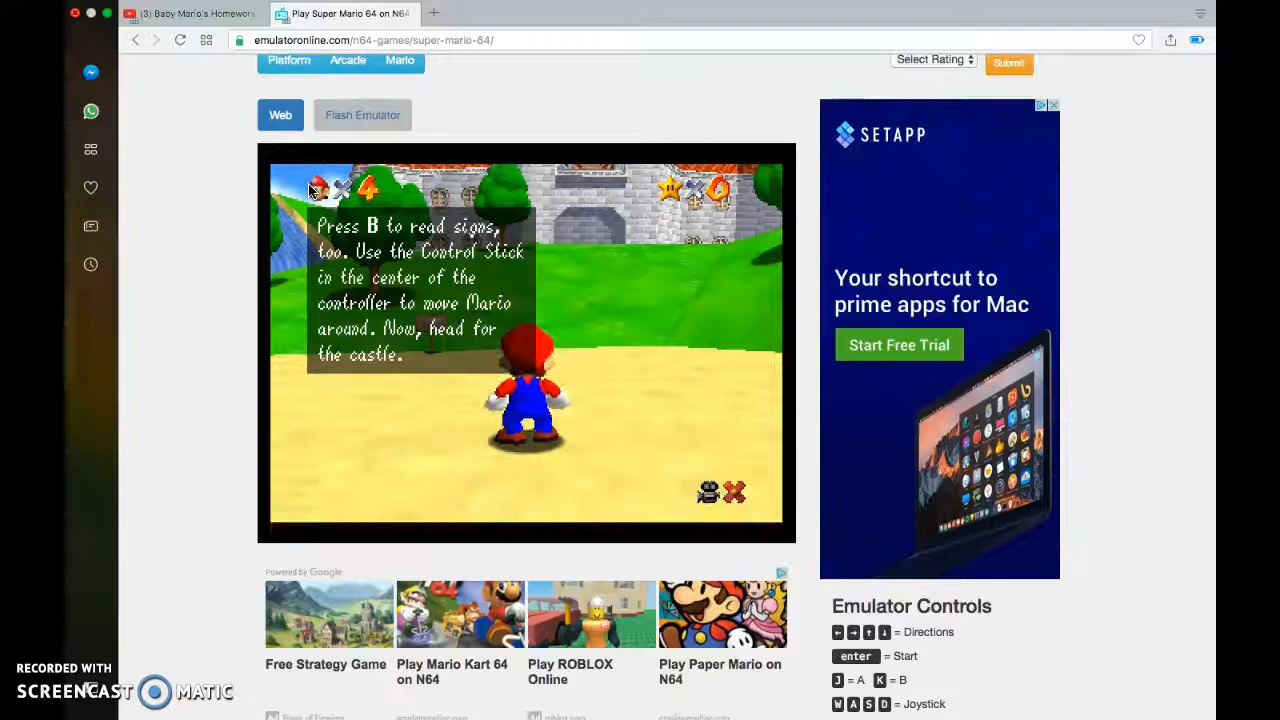 (3) Baby Mario's Homework
Play Super Mario 64 on N64
emulatoronline.com/n64-games/super-mario-64/
Platform Arcade Mario
Select Rating Submit
Web Flash Emulator
4
0
Press B to read signs,
too. Use the Control Stick
in the center of the
controller to move Mario
around. Now, head for
the castle.
SETAPP
Your shortcut to
prime apps for Mac
Start Free Trial
Powered by Google
Free Strategy Game
Play Mario Kart 64
on N64
Play ROBLOX
Online
Play Paper Mario on
N64
Emulator Controls
= Directions
enter = Start
J = A K = B
W A S D = Joystick
RECORDED WITH
SCREENCAST MATIC